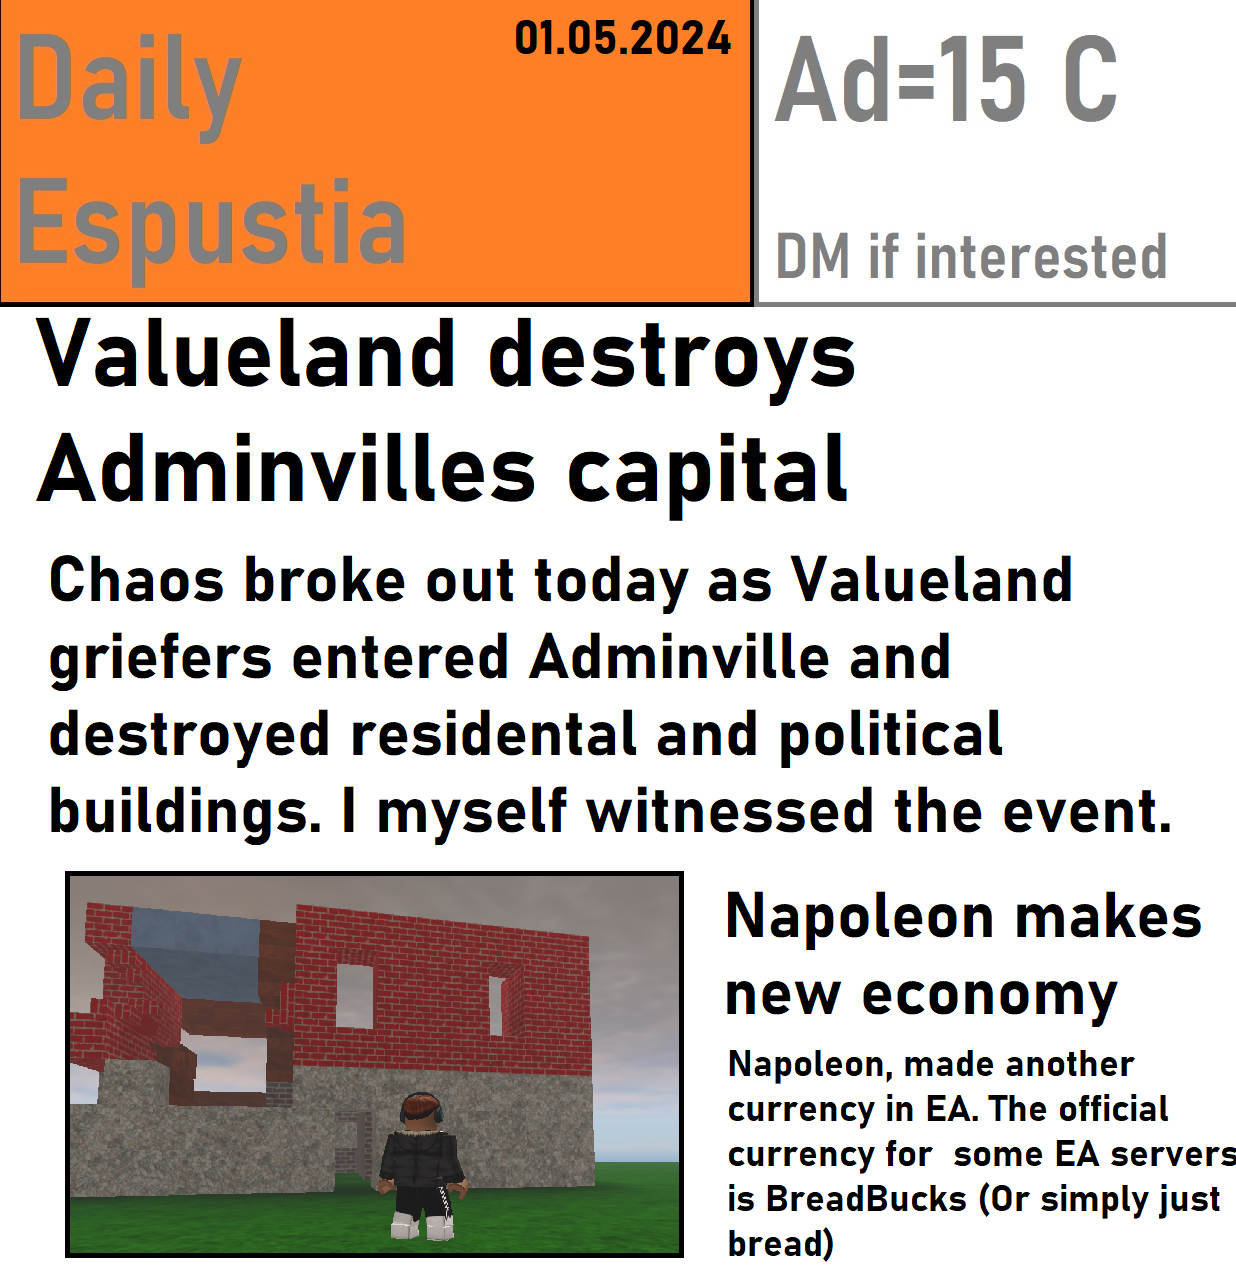 Daily
Espustia
01.05.2024
Ad=15 C
DM if interested
Valueland destroys
Adminvilles capital
Chaos broke out today as Valueland
griefers entered Adminville and
destroyed residental and political
buildings. I myself witnessed the event.
Napoleon makes
new economy
Napoleon, made another
currency in EA. The official
currency for  some EA servers
is BreadBucks (Or simply just
bread)